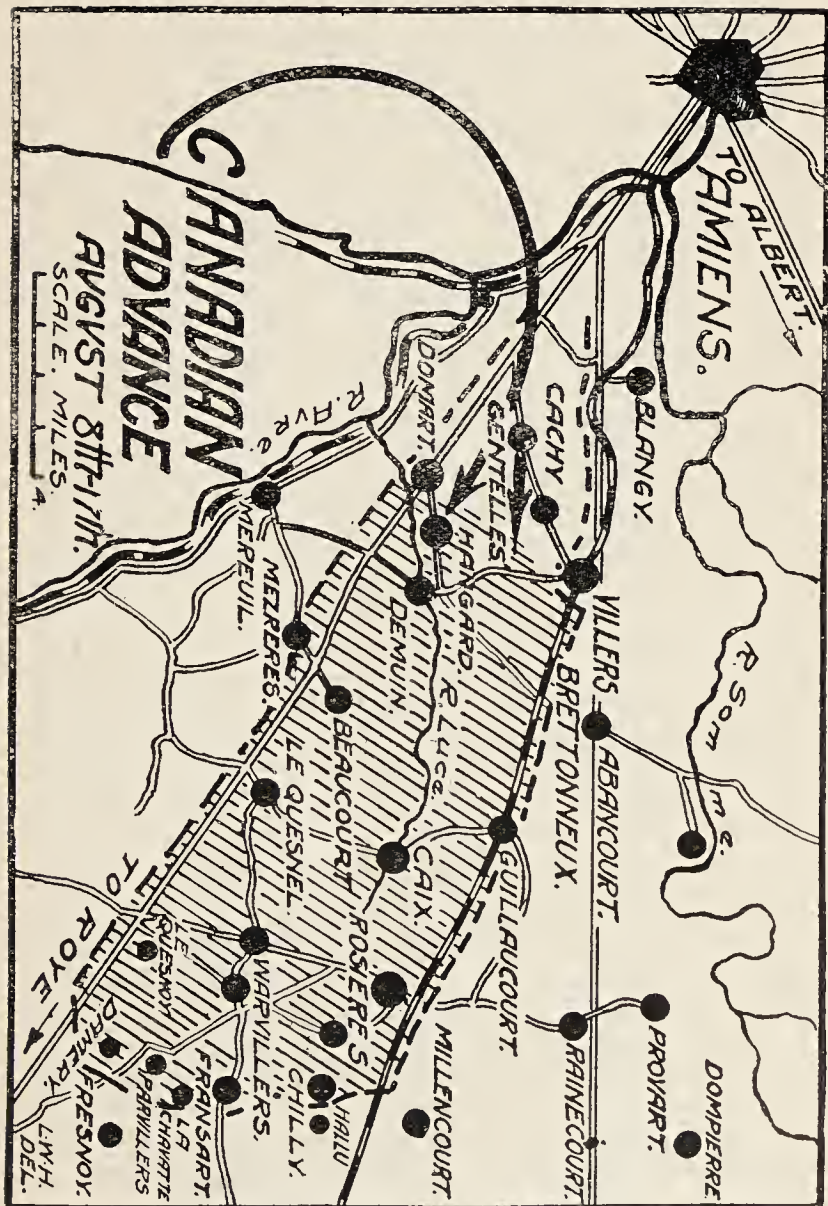 TO ALBERT.
AMIENS.
CANADIAN
ADVANCE
AVGVST 8TH-17TH.
SCALE. MILES.
4.
BLANGY.
CACHY
GENTELLES
DOMART.
HANGARD.
DEMUIN.
R. Luce.
R. Avre.
MEREUIL.
MEZRERES.
BEAUCOURT
LE QUESNEL.
CAIX.
VILLERS
BRETTONNEUX.
ABANCOURT.
R. Somme.
GUILLAUCOURT.
ROSIERES
WARVILLERS.
LE
QUESNOY
TO ROYE
DAMERY.
FRESNOY.
PARVILLERS
LA
CHAVATTE
FRANSART.
CHILLY.
HALLU
MILLENCOURT.
RAINECOURT.
PROYART.
DOMPIERRE
L.W.H.
DEL.